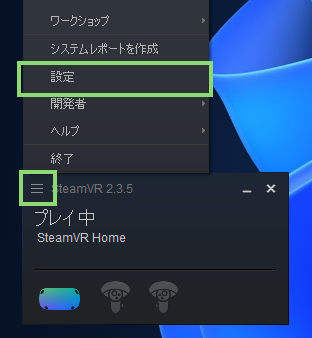 ワークショップ
システムレポートを作成
設定
開発者
ヘルプ
終了
SteamVR 2.3.5
プレイ中
SteamVR Home